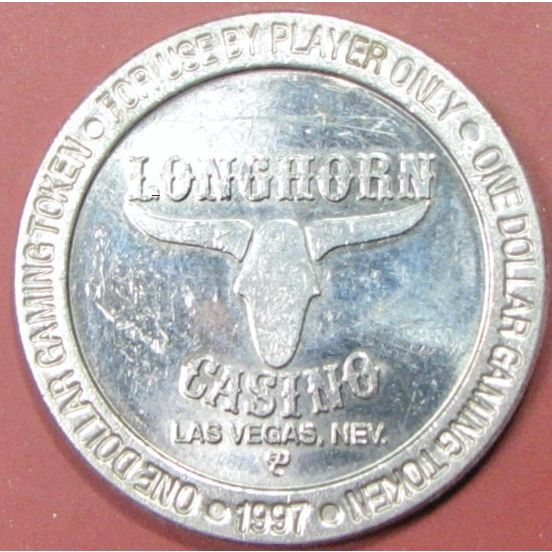 FOR USE BY PLAYER ONLY
ONE DOLLAR GAMING TOKEN
1997
ONE DOLLAR GAMING TOKEN
LONGHORN
CASINO
LAS VEGAS, NEV.